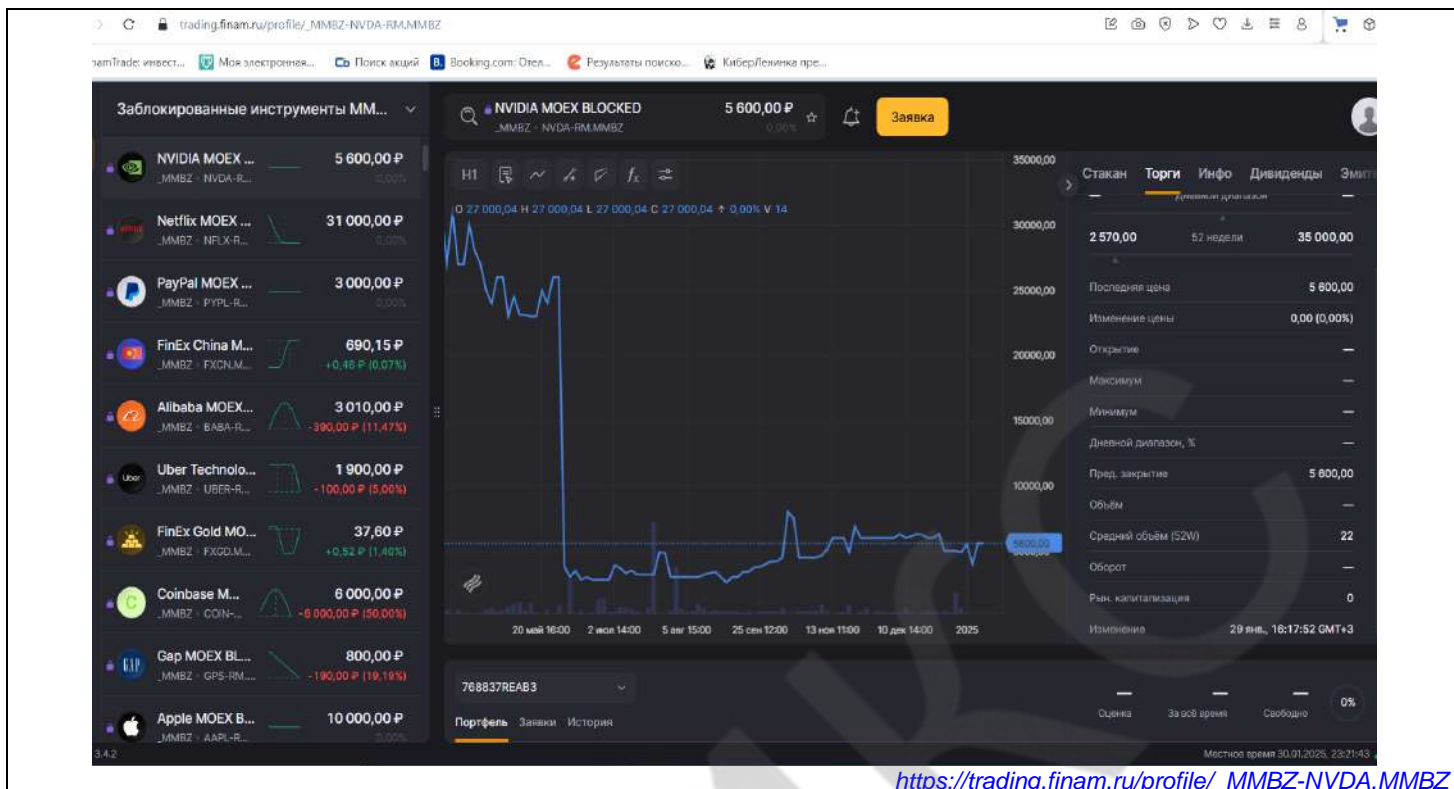 trading.finam.ru/profile/_MMBZ-NVDA-RM.MMBZ
namTrade: инвест... Моя электронная... Поиск акций Booking.com: Отел... Результаты поиско... КиберЛенинка пре...
Заблокированные инструменты ММ...
NVIDIA MOEX BLOCKED 5 600,00 ₽
_MMBZ · NVDA-RM.MMBZ 0,00%
Заявка
NVIDIA MOEX ... 5 600,00 ₽
_MMBZ · NVDA-R... 0,00%
Netflix MOEX ... 31 000,00 ₽
_MMBZ · NFLX-R... 0,00%
PayPal MOEX ... 3 000,00 ₽
_MMBZ · PYPL-R... 0,00%
FinEx China M... 690,15 ₽
_MMBZ · FXCN.M... +0,48 ₽ (0,07%)
Alibaba MOEX... 3 010,00 ₽
_MMBZ · BABA-R... -390,00 ₽ (11,47%)
Uber Technolo... 1 900,00 ₽
_MMBZ · UBER-R... -100,00 ₽ (5,00%)
FinEx Gold MO... 37,60 ₽
_MMBZ · FXGD.M... +0,52 ₽ (1,40%)
Coinbase M... 6 000,00 ₽
_MMBZ · COIN-... -6 000,00 ₽ (50,00%)
Gap MOEX BL... 800,00 ₽
_MMBZ · GPS-RM.... -190,00 ₽ (19,19%)
Apple MOEX B... 10 000,00 ₽
_MMBZ · AAPL-R... 0,00%
3.4.2
H1
O 27 000,04 H 27 000,04 L 27 000,04 C 27 000,04 ↑ 0,00% V 14
35000,00
30000,00
25000,00
20000,00
15000,00
10000,00
5600,00
20 май 16:00 2 июл 14:00 5 авг 15:00 25 сен 12:00 13 ноя 11:00 10 дек 14:00 2025
Стакан Торги Инфо Дивиденды Эмит
— Дневной диапазон —
2 570,00 52 недели 35 000,00
Последняя цена 5 600,00
Изменение цены 0,00 (0,00%)
Открытие —
Максимум —
Минимум —
Дневной диапазон, % —
Пред. закрытие 5 600,00
Объём —
Средний объём (52W) 22
Оборот —
Рын. капитализация 0
Изменение 29 янв., 16:17:52 GMT+3
768837REAB3
Портфель Заявки История
— — — 0%
Оценка За всё время Свободно
Местное время 30.01.2025, 23:21:43
https://trading.finam.ru/profile/_MMBZ-NVDA.MMBZ